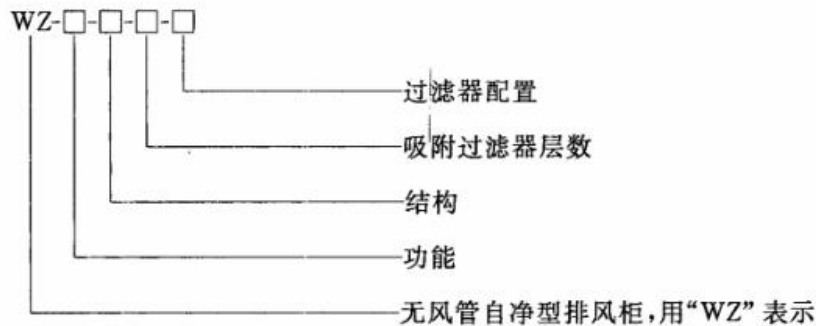 WZ-□-□-□-□
过滤器配置
吸附过滤器层数
结构
功能
无风管自净型排风柜,用“WZ”表示